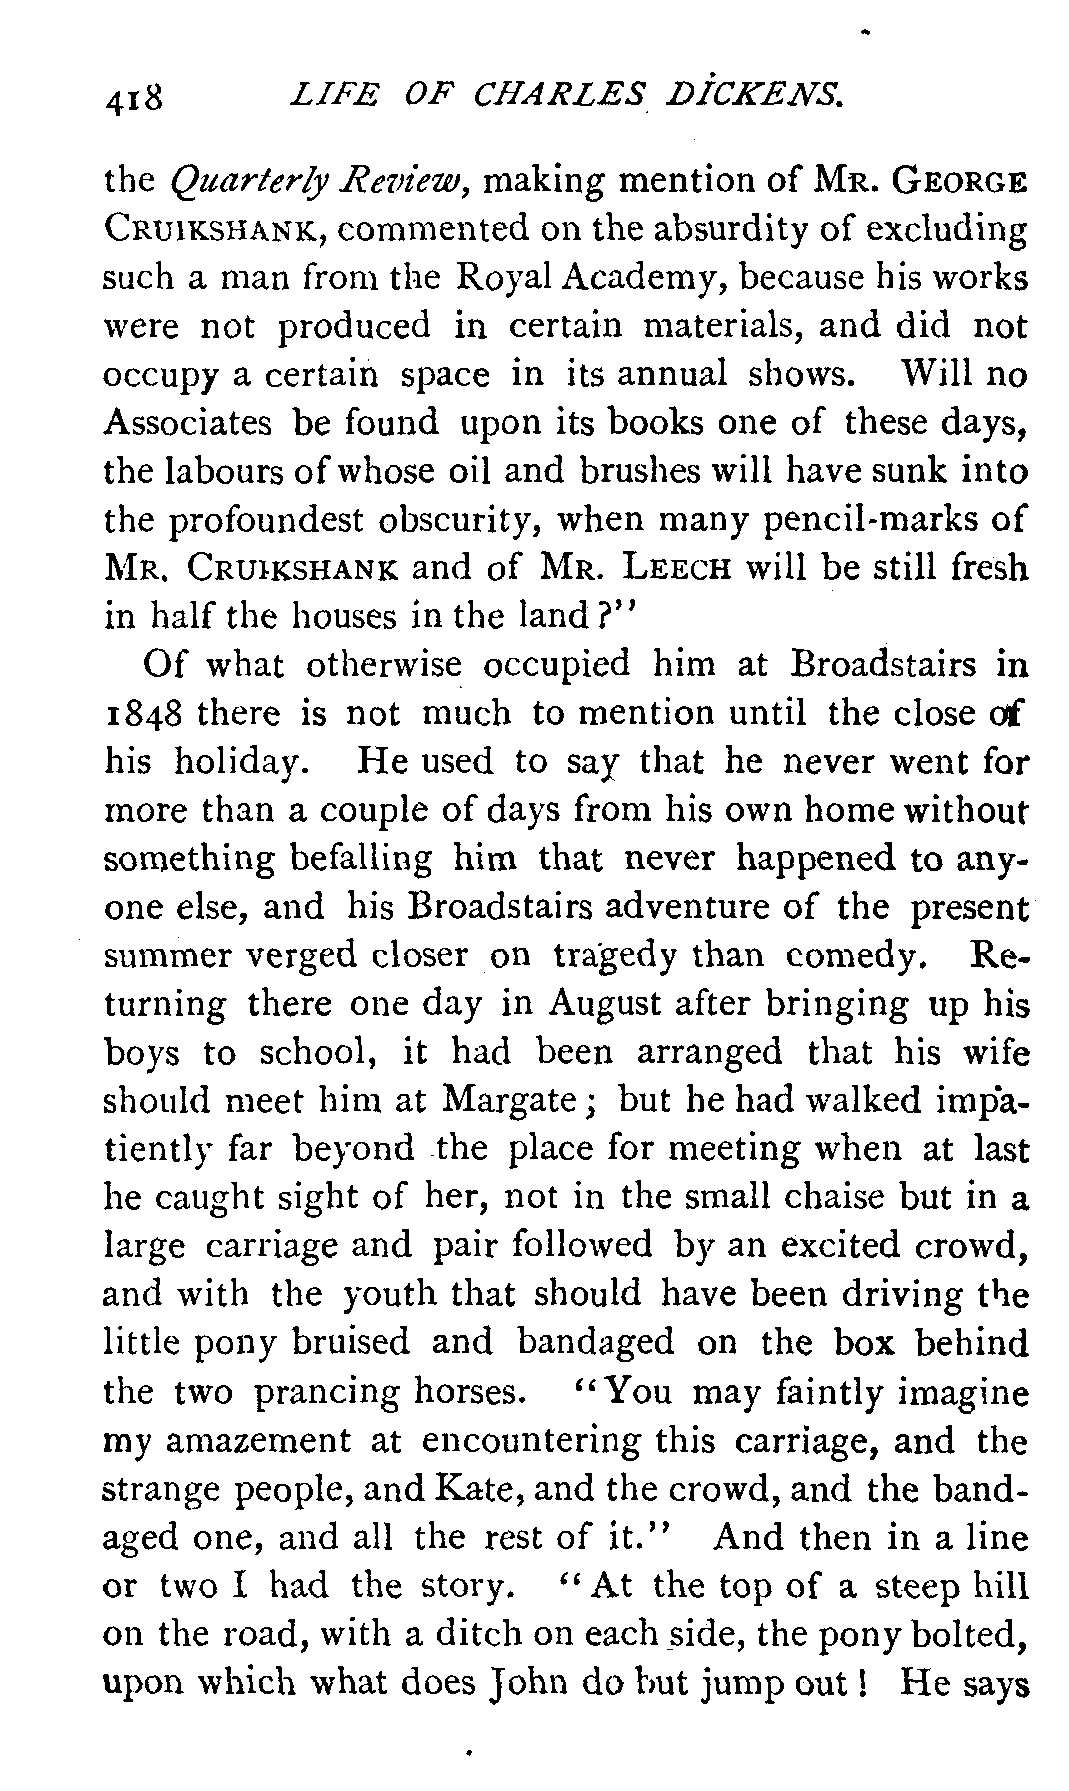 418 LIFE OF CHARLES DICKENS.
the Quarterly Review, making mention of MR. GEORGE
CRUIKSHANK, commented on the absurdity of excluding
such a man from the Royal Academy, because his works
were not produced in certain materials, and did not
occupy a certain space in its annual shows. Will no
Associates be found upon its books one of these days,
the labours of whose oil and brushes will have sunk into
the profoundest obscurity, when many pencil-marks of
MR. CRUIKSHANK and of MR. LEECH will be still fresh
in half the houses in the land?"
Of what otherwise occupied him at Broadstairs in
1848 there is not much to mention until the close of
his holiday. He used to say that he never went for
more than a couple of days from his own home without
something befalling him that never happened to any-
one else, and his Broadstairs adventure of the present
summer verged closer on tragedy than comedy. Re-
turning there one day in August after bringing up his
boys to school, it had been arranged that his wife
should meet him at Margate; but he had walked impa-
tiently far beyond the place for meeting when at last
he caught sight of her, not in the small chaise but in a
large carriage and pair followed by an excited crowd,
and with the youth that should have been driving the
little pony bruised and bandaged on the box behind
the two prancing horses. "You may faintly imagine
my amazement at encountering this carriage, and the
strange people, and Kate, and the crowd, and the band-
aged one, and all the rest of it." And then in a line
or two I had the story. "At the top of a steep hill
on the road, with a ditch on each side, the pony bolted,
upon which what does John do but jump out! He says